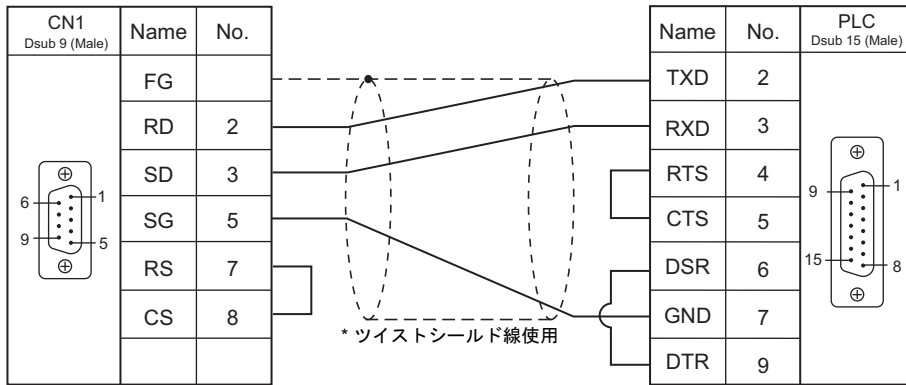 CN1
Dsub 9 (Male)
Name No.
FG
RD 2
SD 3
SG 5
RS 7
CS 8
6 1
9 5
* ツイストシールド線使用
Name No.
PLC
Dsub 15 (Male)
TXD 2
RXD 3
RTS 4
CTS 5
DSR 6
GND 7
DTR 9
9 1
15 8